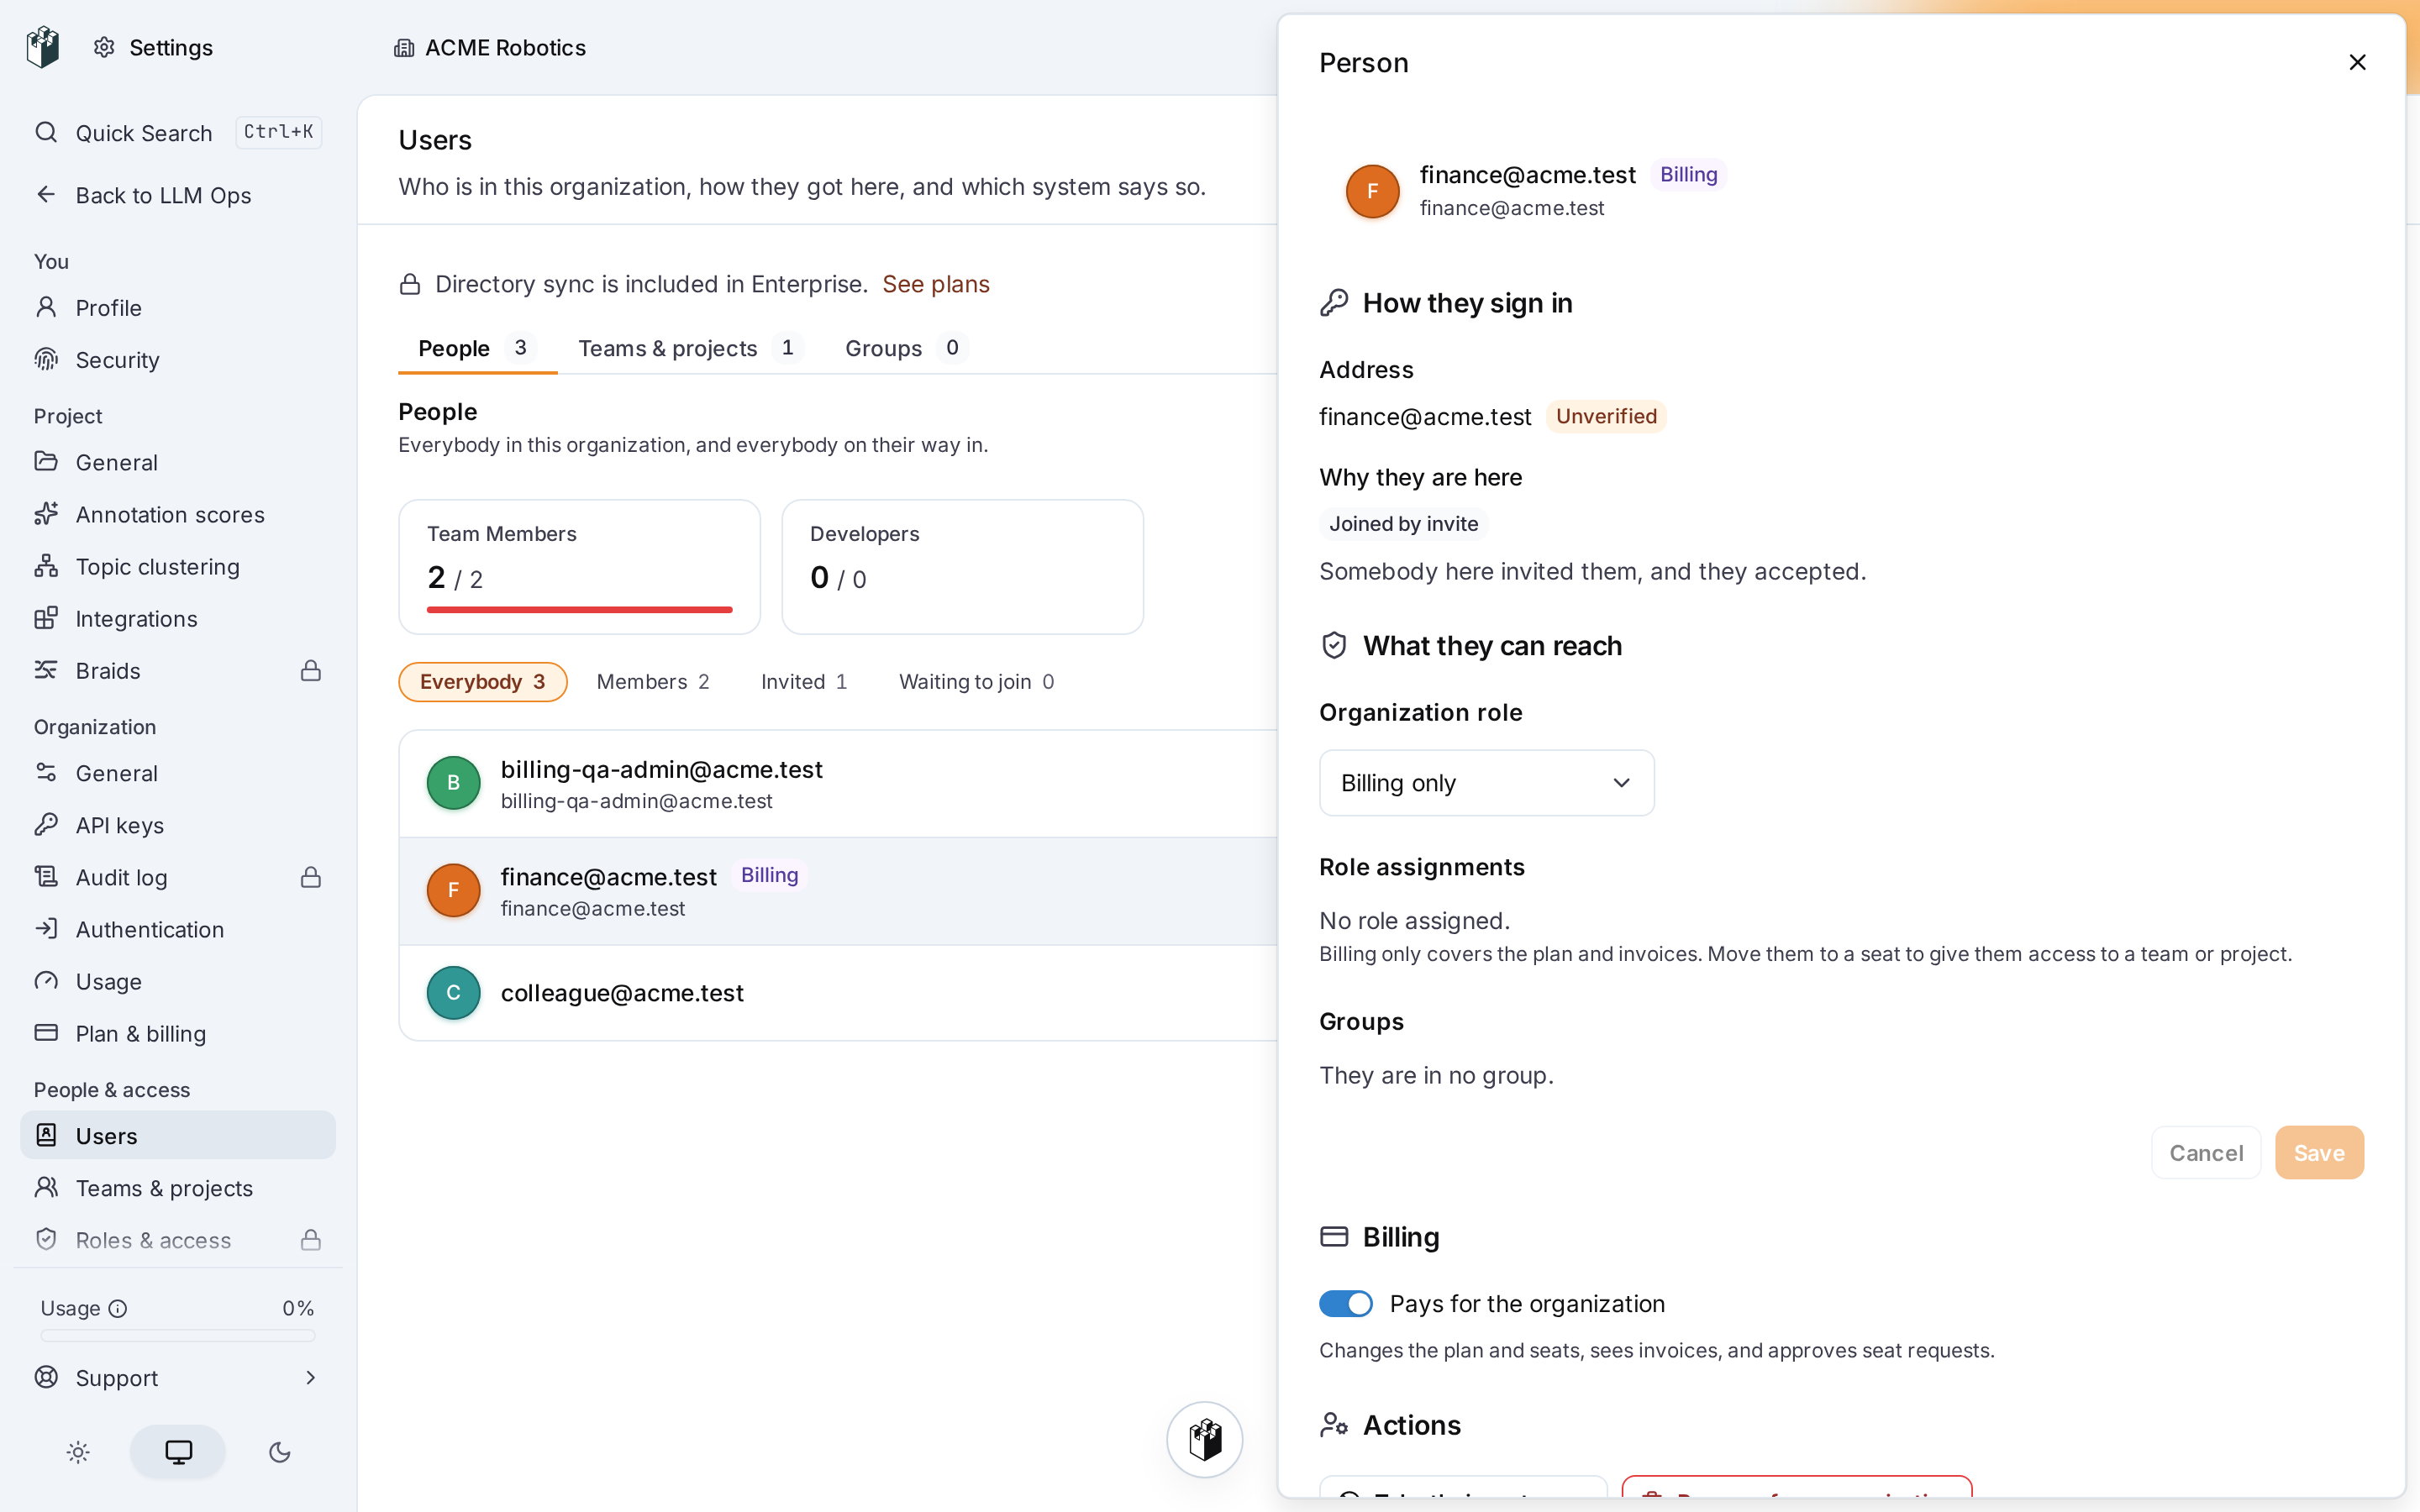 Settings
ACME Robotics
Quick Search Ctrl+K
Back to LLM Ops
You
Profile
Security
Project
General
Annotation scores
Topic clustering
Integrations
Braids
Organization
General
API keys
Audit log
Authentication
Usage
Plan & billing
People & access
Users
Teams & projects
Roles & access
Usage 0%
Support
Users
Who is in this organization, how they got here, and which system says so.
Directory sync is included in Enterprise. See plans
People 3 Teams & projects 1 Groups 0
People
Everybody in this organization, and everybody on their way in.
Team Members
2 / 2
Developers
0 / 0
Everybody 3 Members 2 Invited 1 Waiting to join 0
B
billing-qa-admin@acme.test
billing-qa-admin@acme.test
F
finance@acme.test Billing
finance@acme.test
C
colleague@acme.test
Person
F
finance@acme.test Billing
finance@acme.test
How they sign in
Address
finance@acme.test Unverified
Why they are here
Joined by invite
Somebody here invited them, and they accepted.
What they can reach
Organization role
Billing only
Role assignments
No role assigned.
Billing only covers the plan and invoices. Move them to a seat to give them access to a team or project.
Groups
They are in no group.
Cancel Save
Billing
Pays for the organization
Changes the plan and seats, sees invoices, and approves seat requests.
Actions